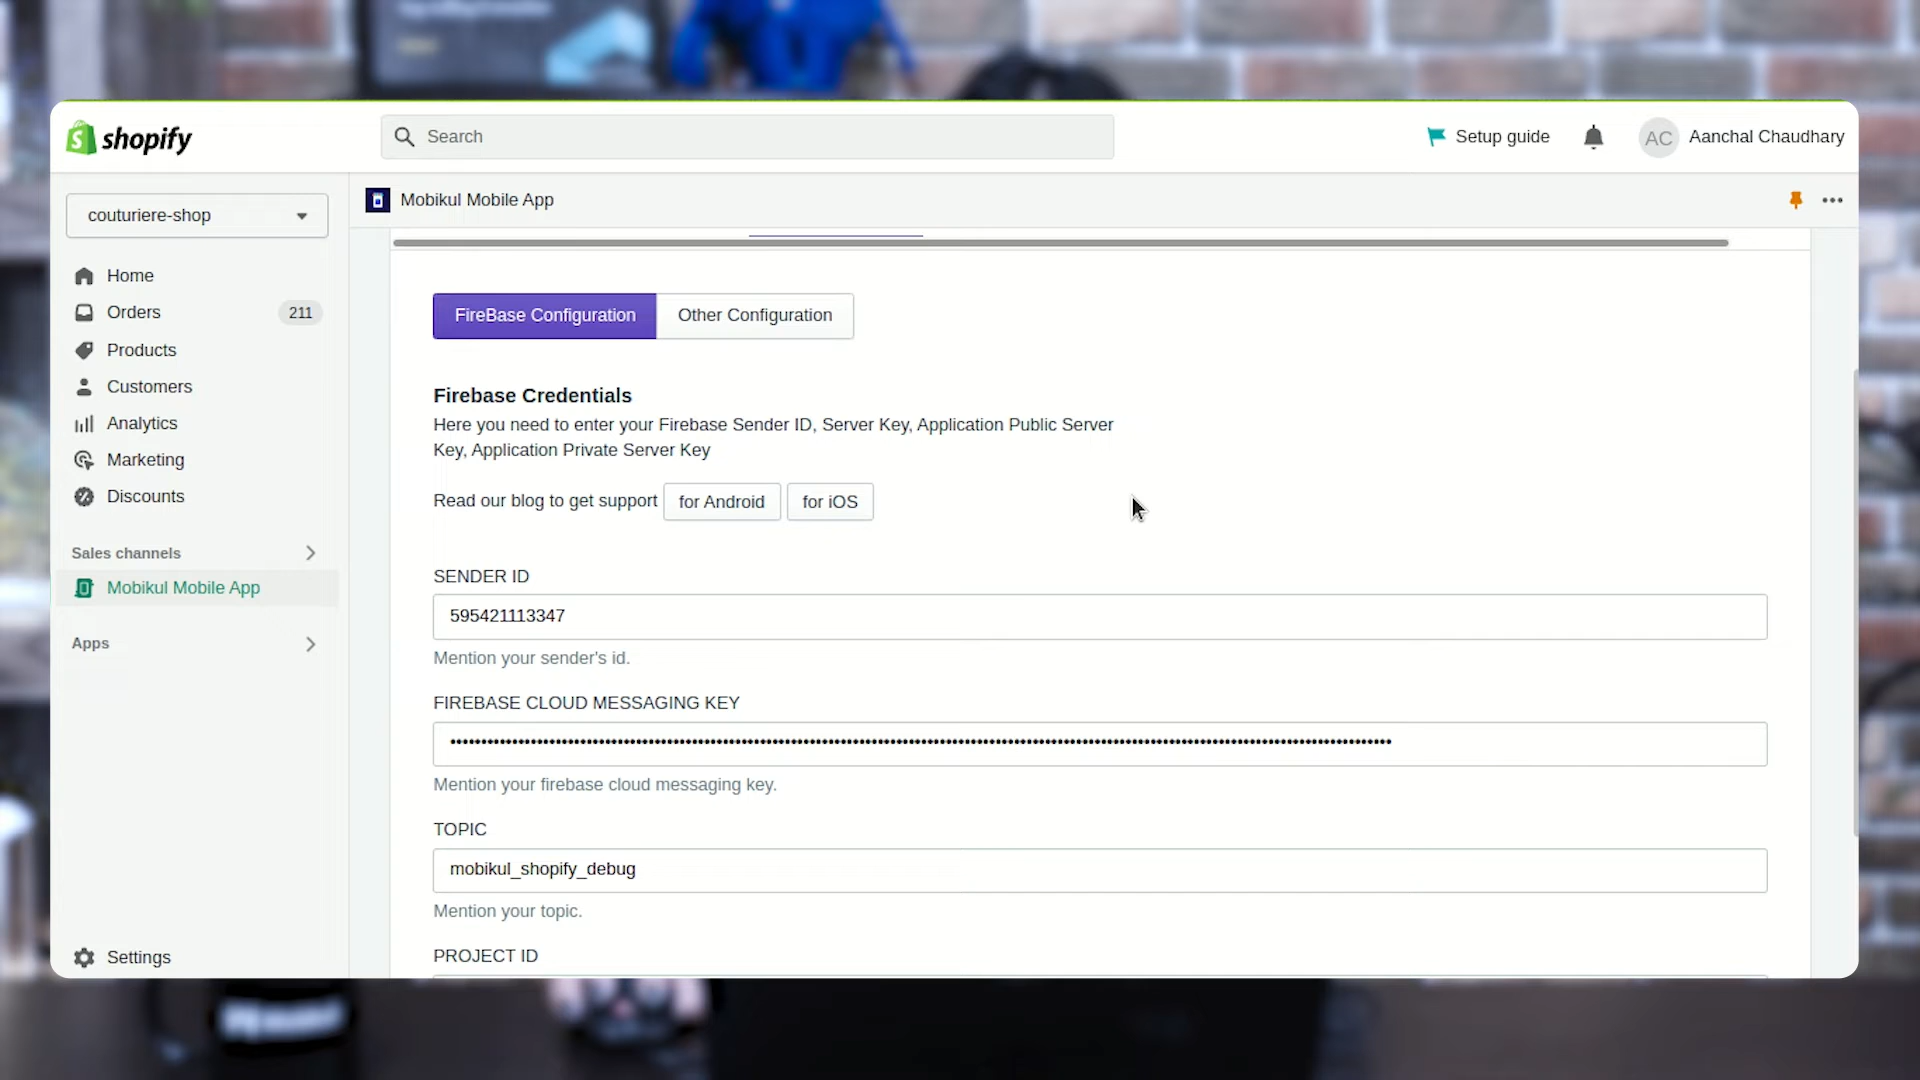 shopify
Search
Setup guide
AC
Aanchal Chaudhary
couturiere-shop
Mobikul Mobile App
Home
Orders
211
Products
Customers
Analytics
Marketing
Discounts
Sales channels
Mobikul Mobile App
Apps
Settings
FireBase Configuration
Other Configuration
Firebase Credentials
Here you need to enter your Firebase Sender ID, Server Key, Application Public Server
Key, Application Private Server Key
Read our blog to get support
for Android
for iOS
SENDER ID
595421113347
Mention your sender's id.
FIREBASE CLOUD MESSAGING KEY
Mention your firebase cloud messaging key.
TOPIC
mobikul_shopify_debug
Mention your topic.
PROJECT ID